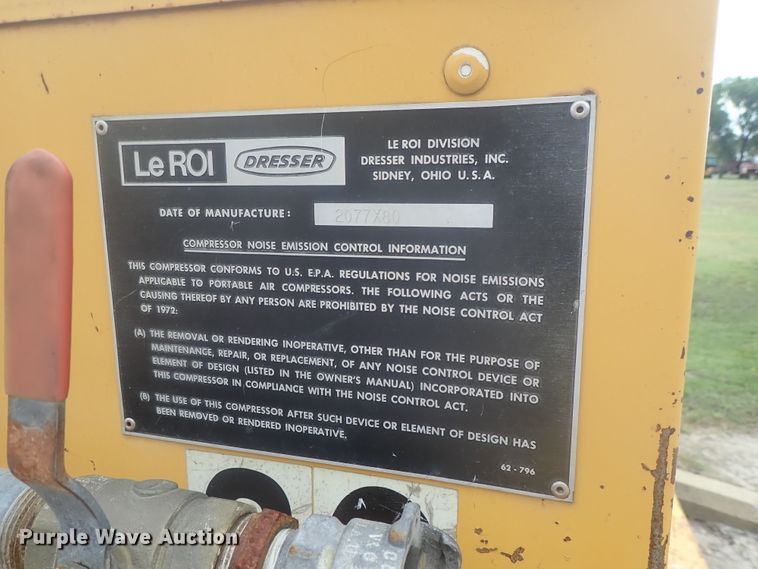 Le ROI
DRESSER
LE ROI DIVISION
DRESSER INDUSTRIES, INC.
SIDNEY, OHIO U.S.A.
DATE OF MANUFACTURE: 2077X80
COMPRESSOR NOISE EMISSION CONTROL INFORMATION
THIS COMPRESSOR CONFORMS TO U.S. E.P.A. REGULATIONS FOR NOISE EMISSIONS
APPLICABLE TO PORTABLE AIR COMPRESSORS. THE FOLLOWING ACTS OR THE
CAUSING THEREOF BY ANY PERSON ARE PROHIBITED BY THE NOISE CONTROL ACT
OF 1972:
(A) THE REMOVAL OR RENDERING INOPERATIVE, OTHER THAN FOR THE PURPOSE OF
MAINTENANCE, REPAIR, OR REPLACEMENT, OF ANY NOISE CONTROL DEVICE OR
ELEMENT OF DESIGN (LISTED IN THE OWNER'S MANUAL) INCORPORATED INTO
THIS COMPRESSOR IN COMPLIANCE WITH THE NOISE CONTROL ACT.
(B) THE USE OF THIS COMPRESSOR AFTER SUCH DEVICE OR ELEMENT OF DESIGN HAS
BEEN REMOVED OR RENDERED INOPERATIVE.
62-796
Purple Wave Auction